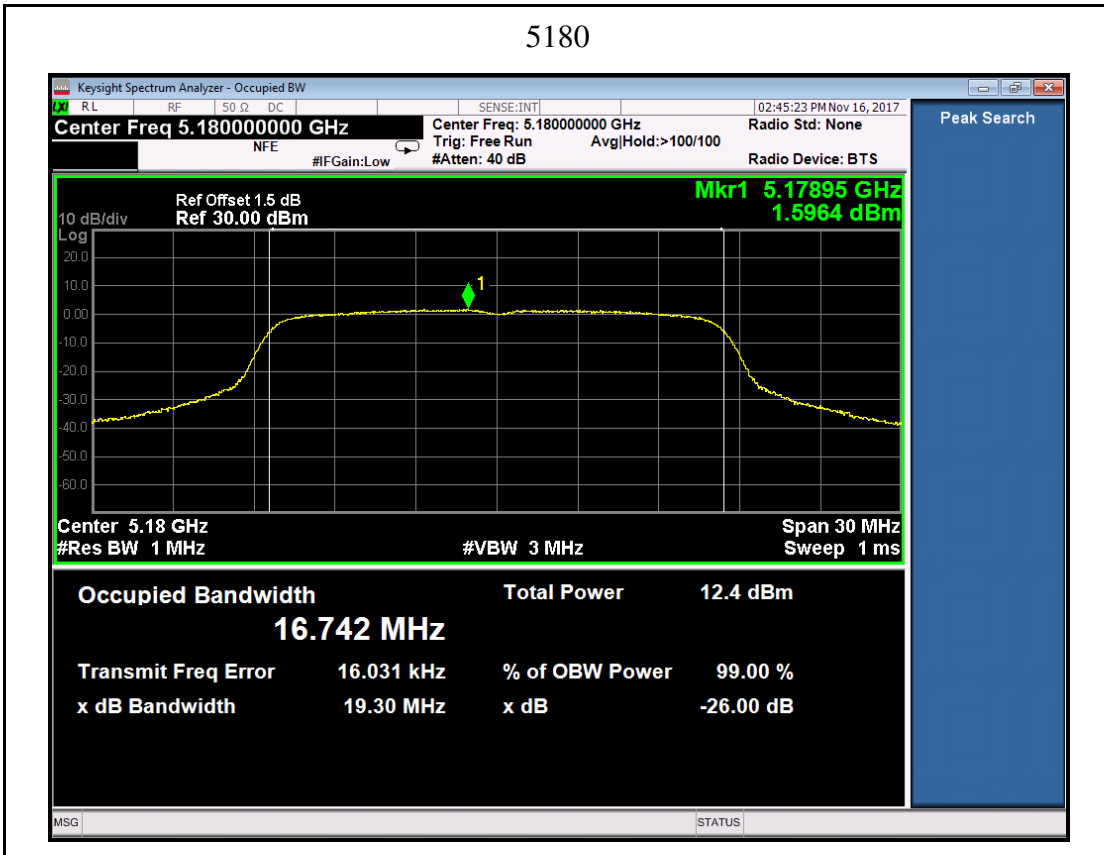 5180
Keysight Spectrum Analyzer - Occupied BW
LXI RL RF 50 Ω DC SENSE:INT 02:45:23 PM Nov 16, 2017
Center Freq 5.180000000 GHz Center Freq: 5.180000000 GHz Radio Std: None
NFE Trig: Free Run Avg|Hold:>100/100
#IFGain:Low #Atten: 40 dB Radio Device: BTS
Peak Search
Mkr1 5.17895 GHz
Ref Offset 1.5 dB
10 dB/div Ref 30.00 dBm 1.5964 dBm
Log
20.0
10.0
1
0.00
-10.0
-20.0
-30.0
-40.0
-50.0
-60.0
Center 5.18 GHz Span 30 MHz
#Res BW 1 MHz #VBW 3 MHz Sweep 1 ms
Occupied Bandwidth Total Power 12.4 dBm
16.742 MHz
Transmit Freq Error 16.031 kHz % of OBW Power 99.00 %
x dB Bandwidth 19.30 MHz x dB -26.00 dB
MSG STATUS